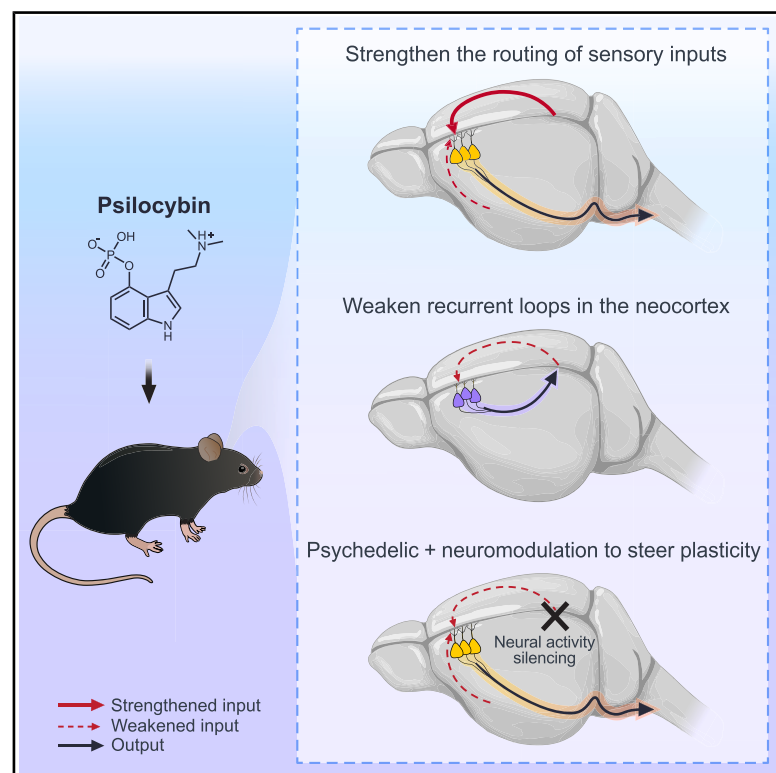 Strengthen the routing of sensory inputs
Psilocybin
O-
OH
P
O
O
H+
N
N
H
Weaken recurrent loops in the neocortex
Psychedelic + neuromodulation to steer plasticity
Neural activity
silencing
Strengthened input
Weakened input
Output